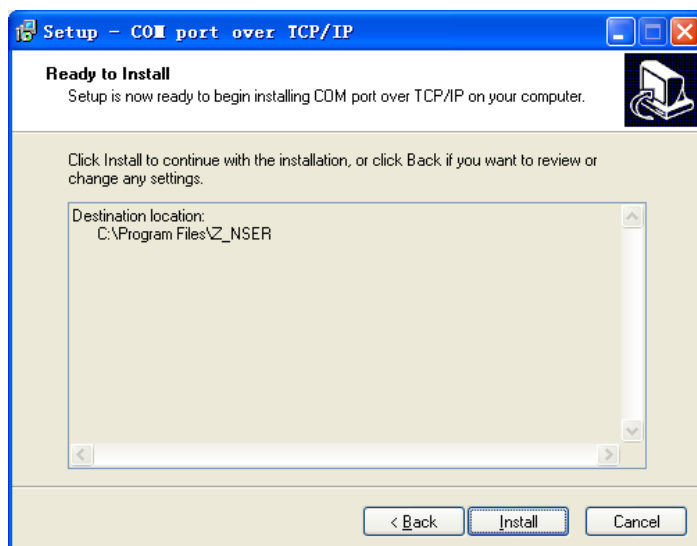 Setup - COM port over TCP/IP
Ready to Install
Setup is now ready to begin installing COM port over TCP/IP on your computer.
Click Install to continue with the installation, or click Back if you want to review or
change any settings.
Destination location:
C:\Program Files\Z_NSER
< Back
Install
Cancel